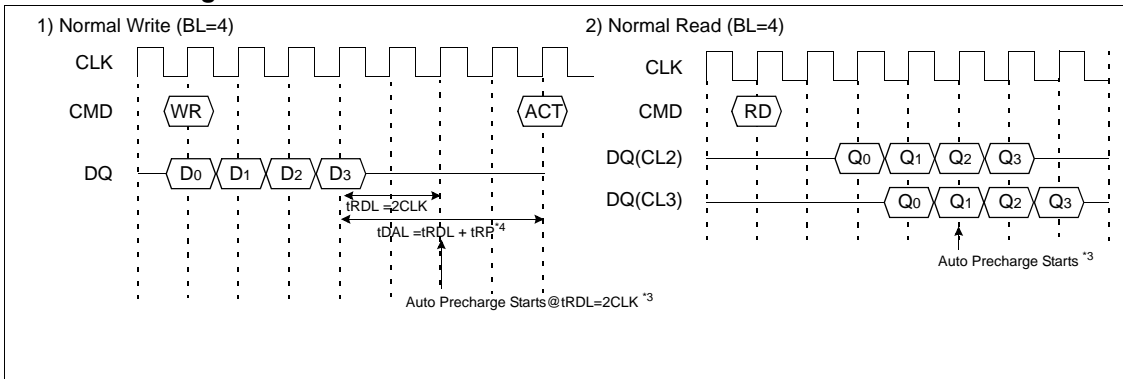 1) Normal Write (BL=4)
CLK
CMD WR ACT
DQ D0 D1 D2 D3
tRDL =2CLK
tDAL =tRDL + tRP*4
Auto Precharge Starts@tRDL=2CLK *3
2) Normal Read (BL=4)
CLK
CMD RD
DQ(CL2) Q0 Q1 Q2 Q3
DQ(CL3) Q0 Q1 Q2 Q3
Auto Precharge Starts *3